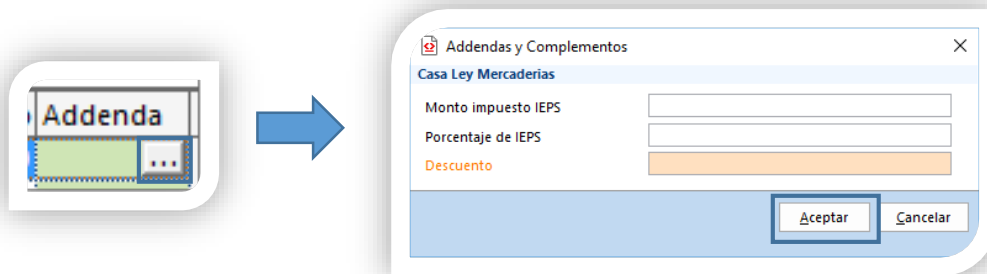 Addenda
...
Addendas y Complementos
Casa Ley Mercaderias
Monto impuesto IEPS
Porcentaje de IEPS
Descuento
Aceptar
Cancelar